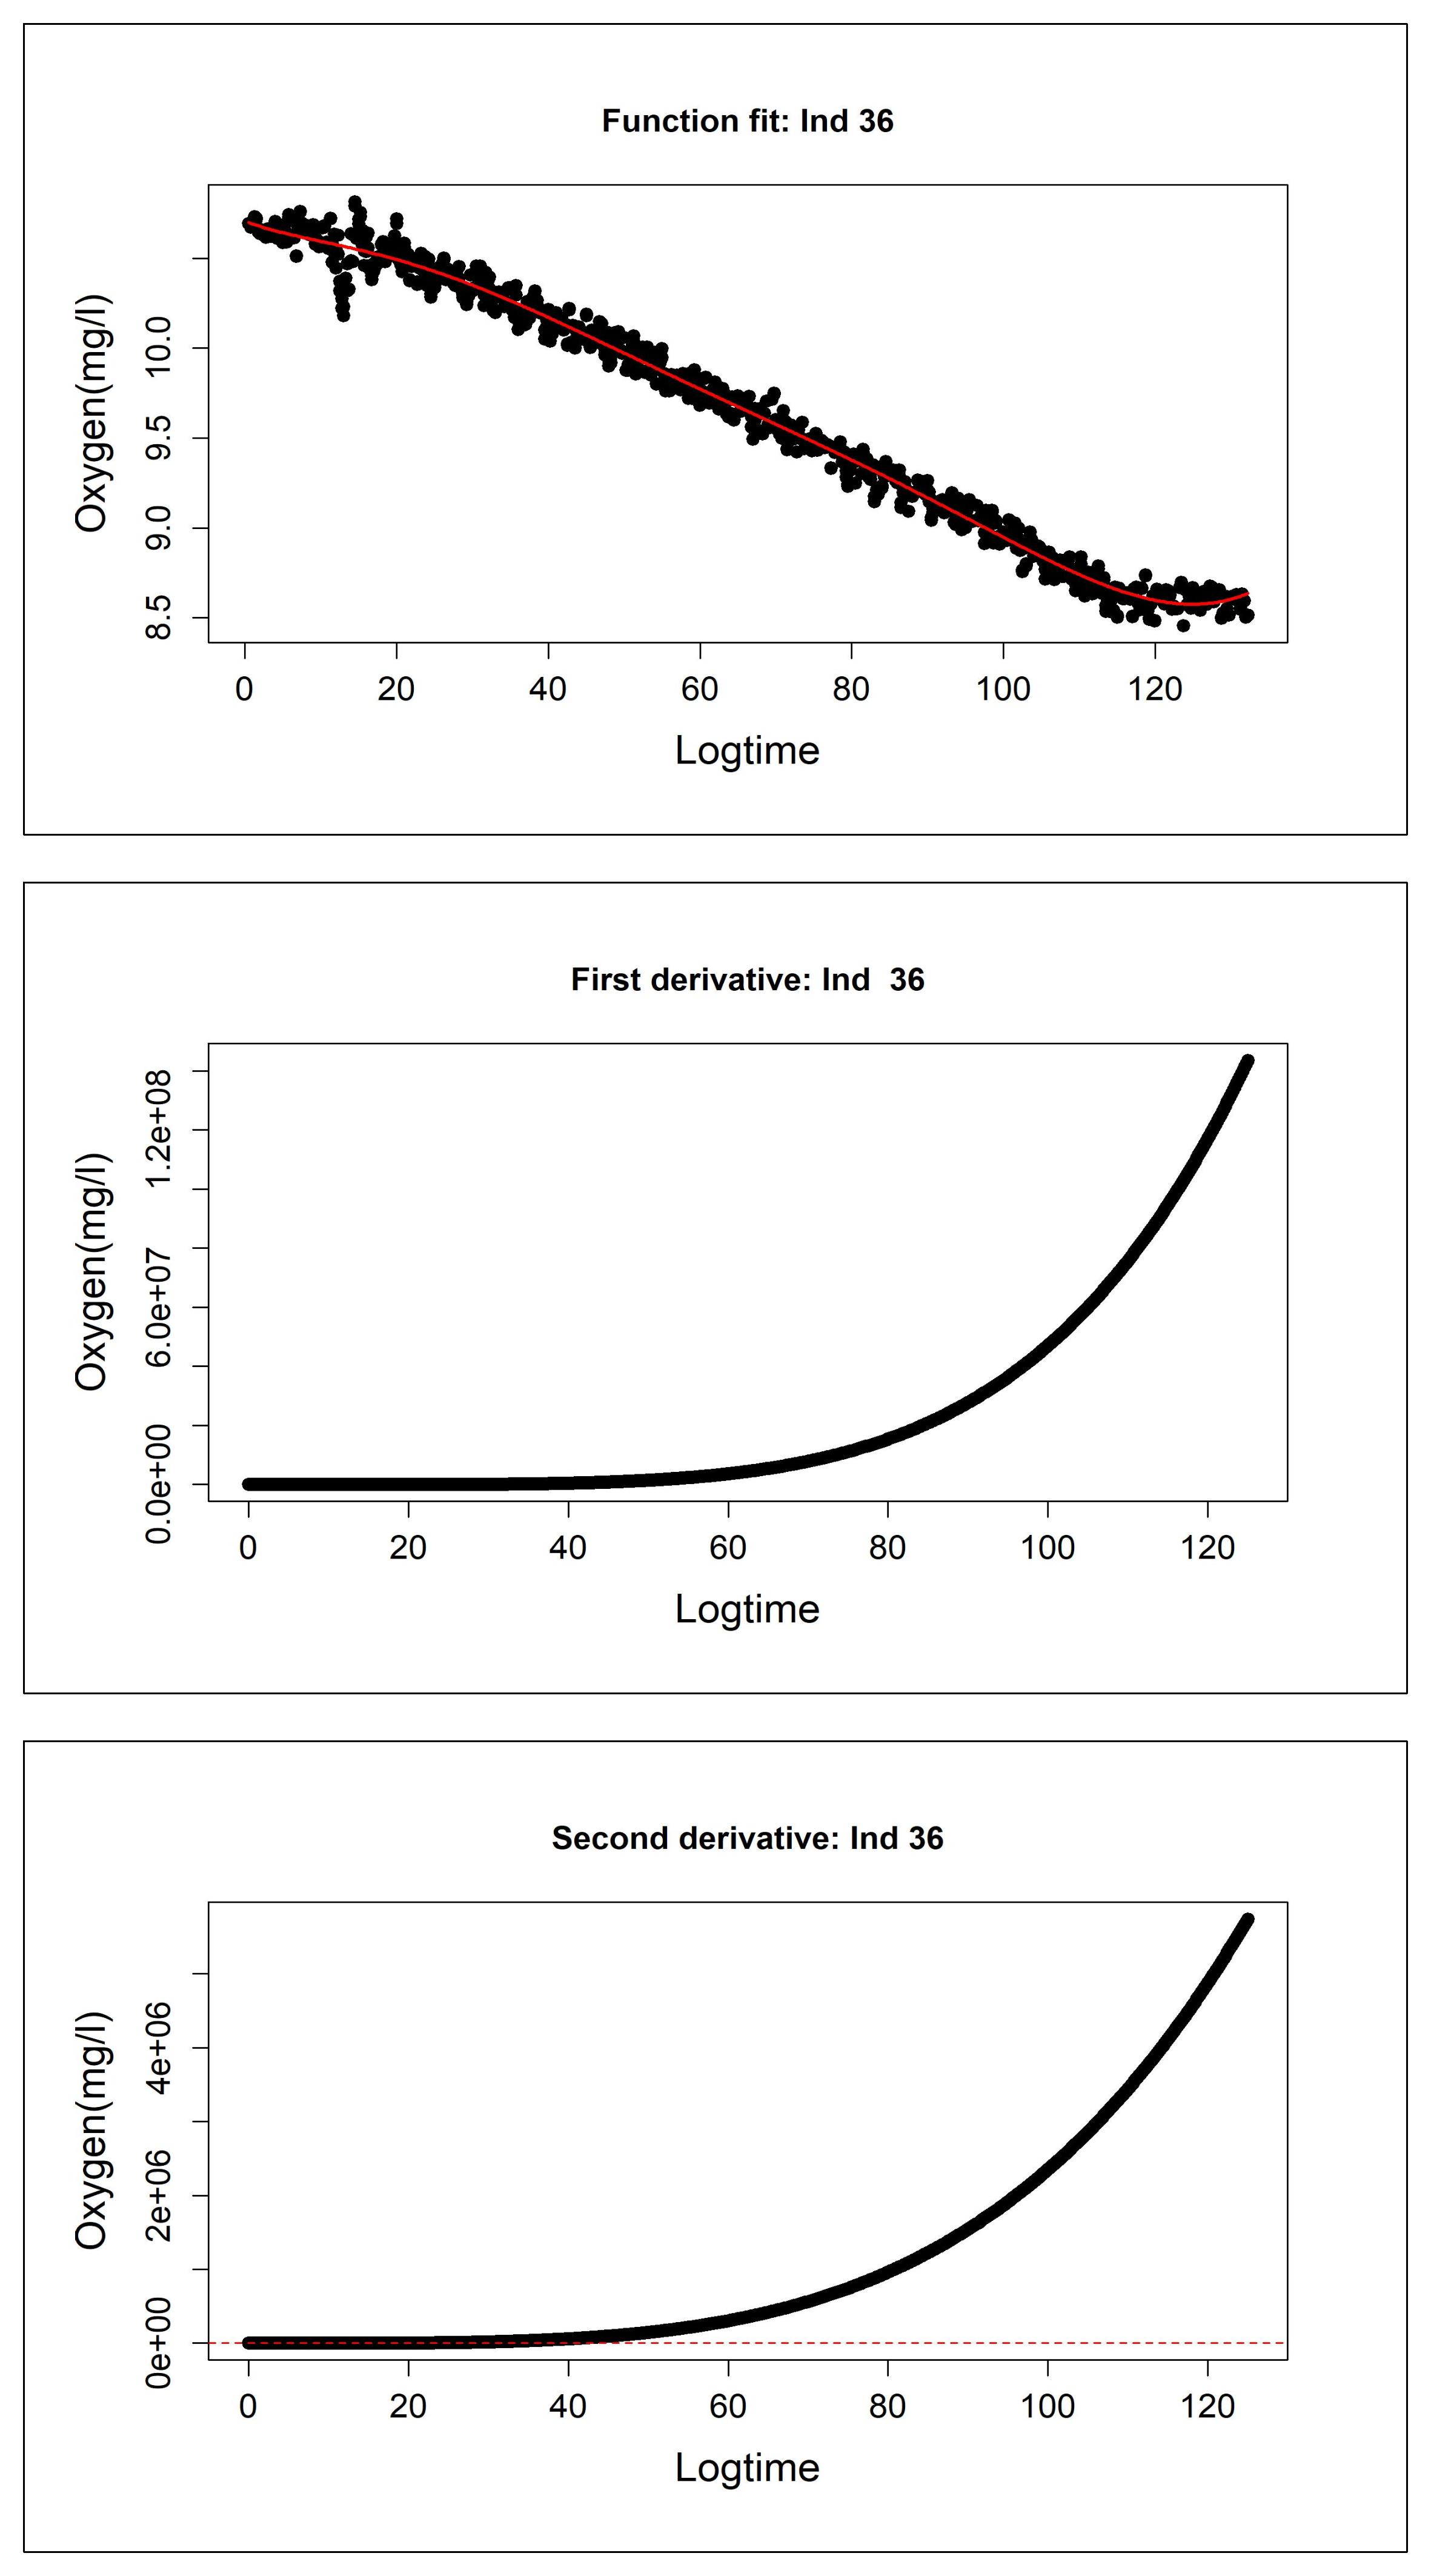 Function fit: Ind 36
Oxygen(mg/l)
10.0
9.5
9.0
8.5
0 20 40 60 80 100 120
Logtime
First derivative: Ind  36
Oxygen(mg/l)
1.2e+08
6.0e+07
0.0e+00
0 20 40 60 80 100 120
Logtime
Second derivative: Ind 36
Oxygen(mg/l)
4e+06
2e+06
0e+00
0 20 40 60 80 100 120
Logtime